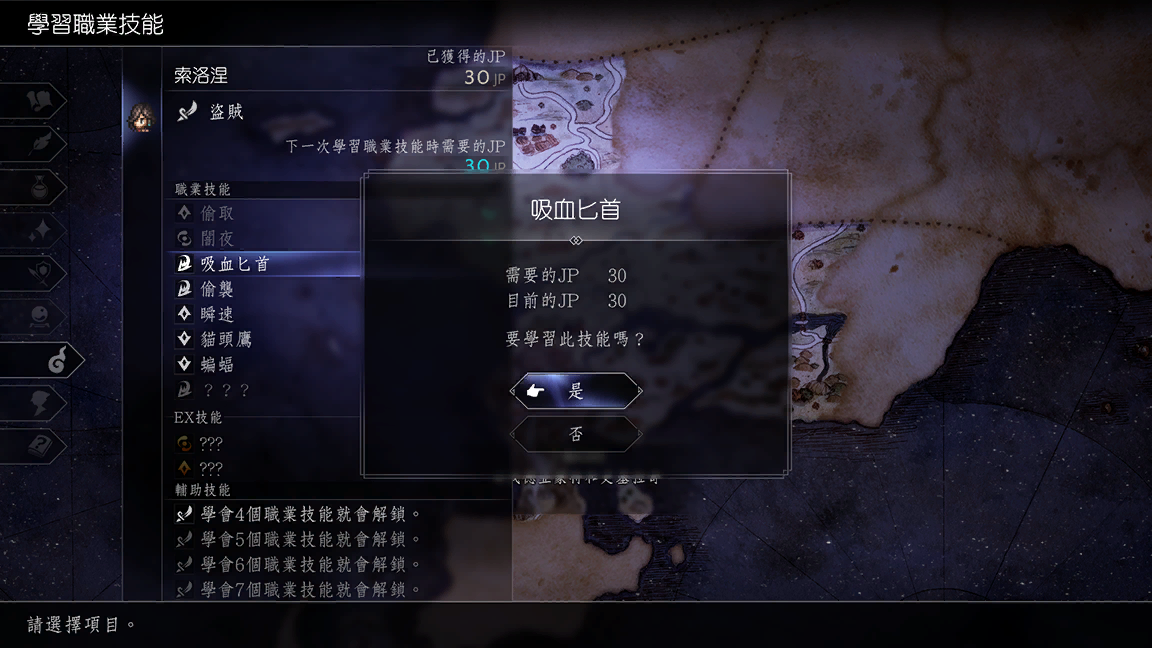 學習職業技能
已獲得的JP
30 JP
索洛涅
盜賊
下一次學習職業技能時需要的JP
30 JP
職業技能
偷取
闇夜
吸血匕首
偷襲
瞬速
貓頭鷹
蝙蝠
？？？
EX技能
???
???
輔助技能
學會4個職業技能就會解鎖。
學會5個職業技能就會解鎖。
學會6個職業技能就會解鎖。
學會7個職業技能就會解鎖。
吸血匕首
需要的JP 30
目前的JP 30
要學習此技能嗎？
是
否
請選擇項目。